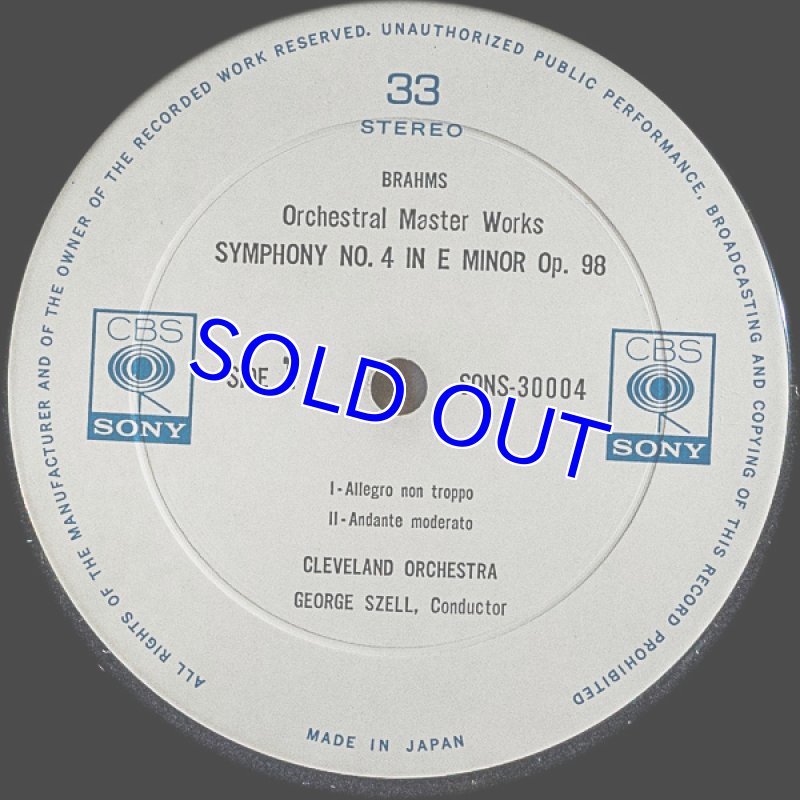 ALL RIGHTS OF THE MANUFACTURER AND OF THE OWNER OF THE RECORDED WORK RESERVED. UNAUTHORIZED PUBLIC PERFORMANCE, BROADCASTING AND COPYING OF THIS RECORD PROHIBITED
33
STEREO
BRAHMS
Orchestral Master Works
SYMPHONY NO. 4 IN E MINOR Op. 98
CBS
SONY
SIDE
SOLD OUT
SONS-30004
CBS
SONY
I-Allegro non troppo
II-Andante moderato
CLEVELAND ORCHESTRA
GEORGE SZELL, Conductor
MADE IN JAPAN